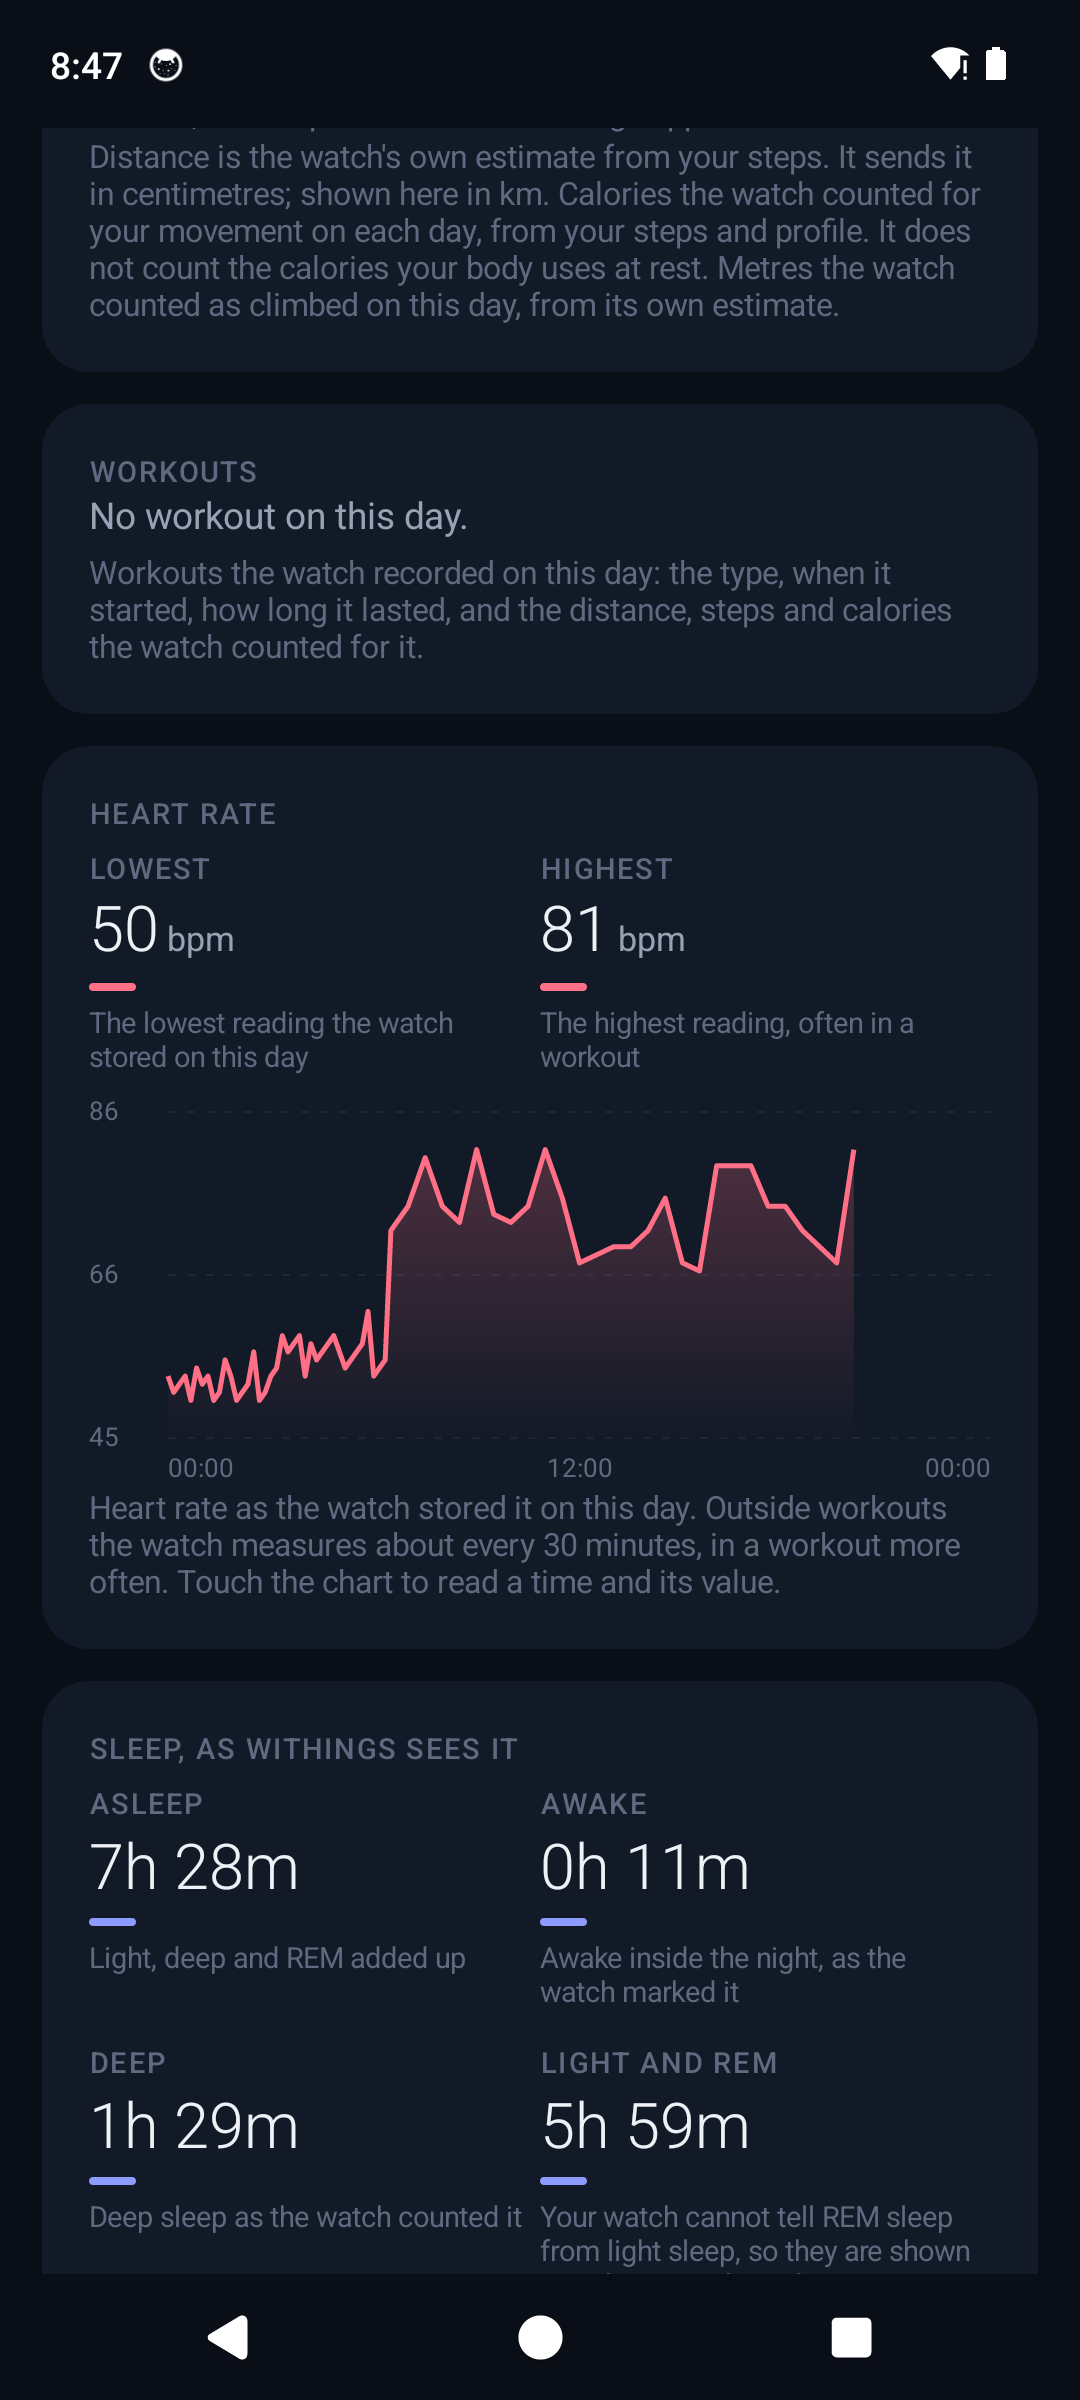 8:47
Distance is the watch's own estimate from your steps. It sends it
in centimetres; shown here in km. Calories the watch counted for
your movement on each day, from your steps and profile. It does
not count the calories your body uses at rest. Metres the watch
counted as climbed on this day, from its own estimate.
WORKOUTS
No workout on this day.
Workouts the watch recorded on this day: the type, when it
started, how long it lasted, and the distance, steps and calories
the watch counted for it.
HEART RATE
LOWEST
50 bpm
The lowest reading the watch
stored on this day
HIGHEST
81 bpm
The highest reading, often in a
workout
86
66
45
00:00 12:00 00:00
Heart rate as the watch stored it on this day. Outside workouts
the watch measures about every 30 minutes, in a workout more
often. Touch the chart to read a time and its value.
SLEEP, AS WITHINGS SEES IT
ASLEEP
7h 28m
Light, deep and REM added up
AWAKE
0h 11m
Awake inside the night, as the
watch marked it
DEEP
1h 29m
Deep sleep as the watch counted it
LIGHT AND REM
5h 59m
Your watch cannot tell REM sleep
from light sleep, so they are shown